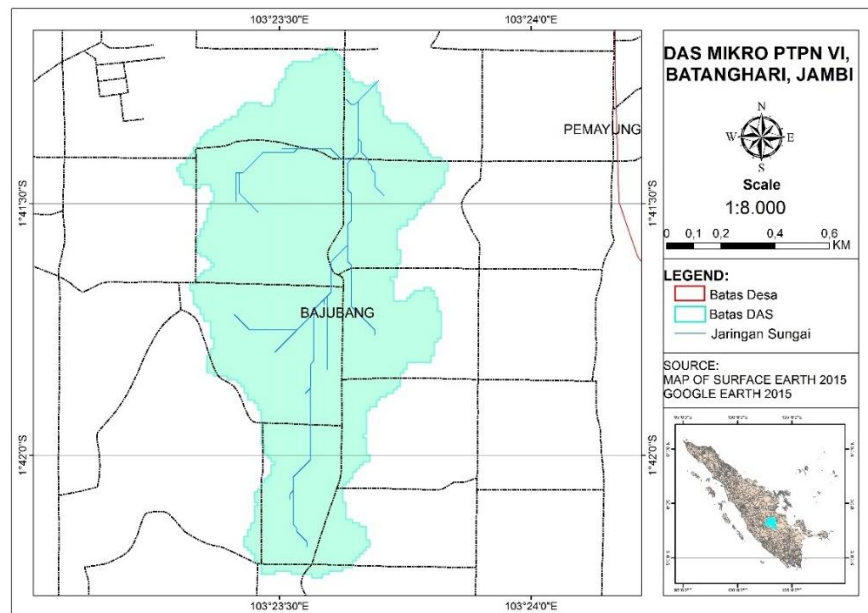 103°23'30"E 103°24'0"E
DAS MIKRO PTPN VI,
BATANGHARI, JAMBI
N
W E
S
Scale
1:8.000
0 0,1 0,2 0,4 0,6
KM
LEGEND:
Batas Desa
Batas DAS
Jaringan Sungai
SOURCE:
MAP OF SURFACE EARTH 2015
GOOGLE EARTH 2015
PEMAYUNG
1°41'30"S 1°41'30"S
BAJUBANG
1°42'0"S 1°42'0"S
103°23'30"E 103°24'0"E